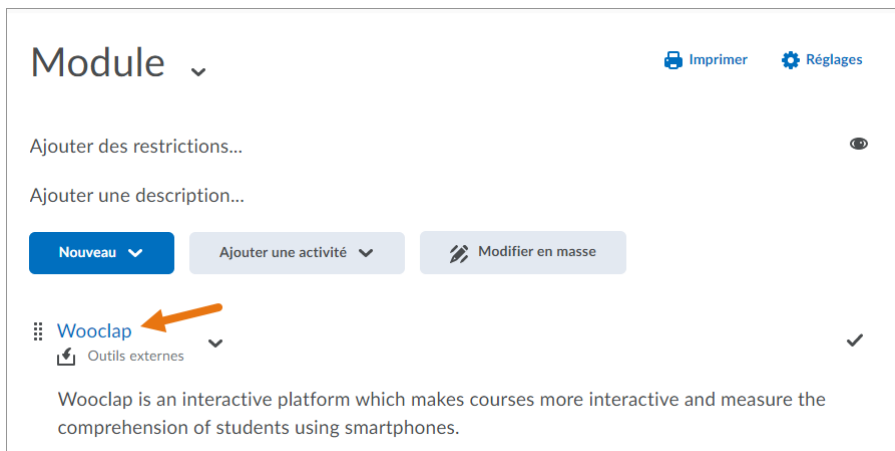 Module
Imprimer
Réglages
Ajouter des restrictions...
Ajouter une description...
Nouveau
Ajouter une activité
Modifier en masse
Wooclap
Outils externes
Wooclap is an interactive platform which makes courses more interactive and measure the
comprehension of students using smartphones.